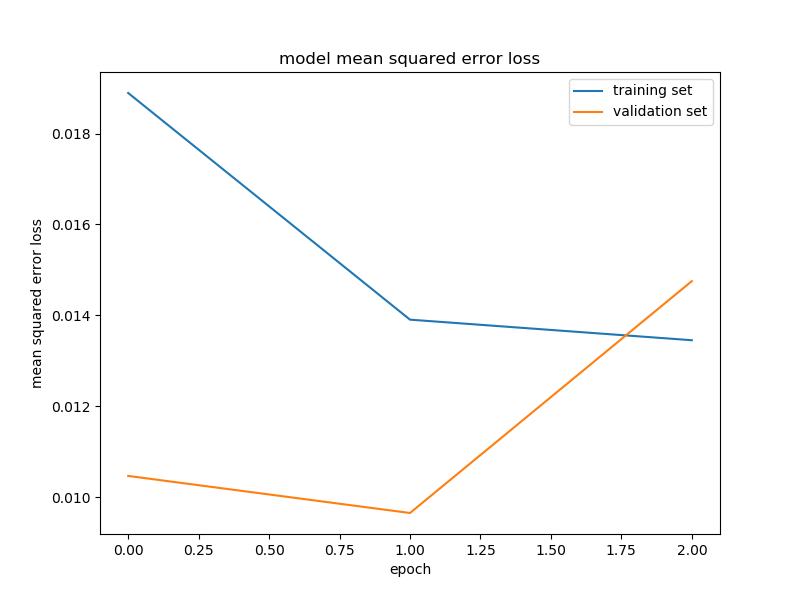 model mean squared error loss
training set
validation set
0.018
0.016
0.014
0.012
0.010
mean squared error loss
0.00 0.25 0.50 0.75 1.00 1.25 1.50 1.75 2.00
epoch